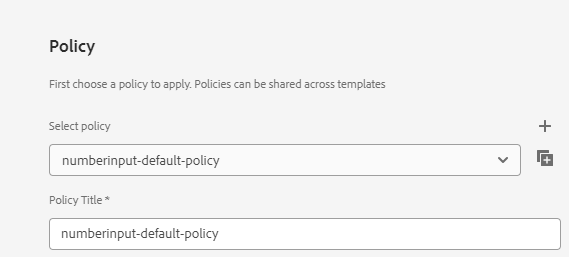 Policy
First choose a policy to apply. Policies can be shared across templates
Select policy
numberinput-default-policy
Policy Title *
numberinput-default-policy